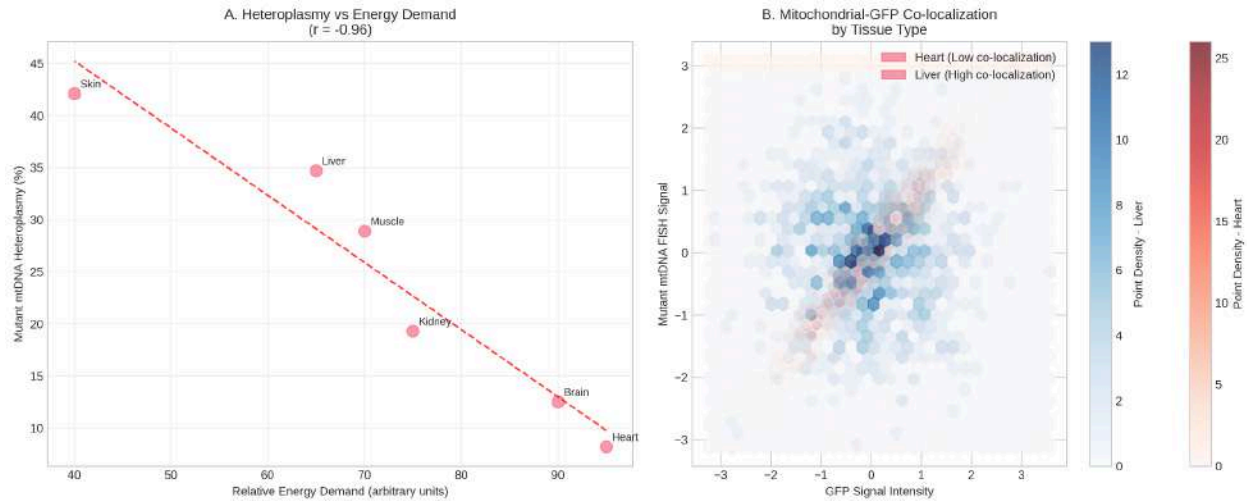 A. Heteroplasmy vs Energy Demand
(r = -0.96)
Mutant mtDNA Heteroplasmy (%)
45
40
35
30
25
20
15
10
Skin
Liver
Muscle
Kidney
Brain
Heart
40
50
60
70
80
90
Relative Energy Demand (arbitrary units)
B. Mitochondrial-GFP Co-localization
by Tissue Type
Heart (Low co-localization)
Liver (High co-localization)
Mutant mtDNA FISH Signal
3
2
1
0
−1
−2
−3
−3
−2
−1
0
1
2
3
GFP Signal Intensity
12
10
8
6
4
2
0
Point Density - Liver
25
20
15
10
5
0
Point Density - Heart